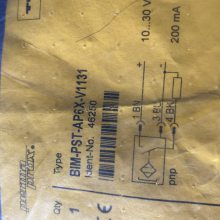 Type
BIM-PST-AP6X-V1131
Ident-No. 46250
10...30 V
200 mA
1 BN
3 BU
4 BK
pnp
Qty
1